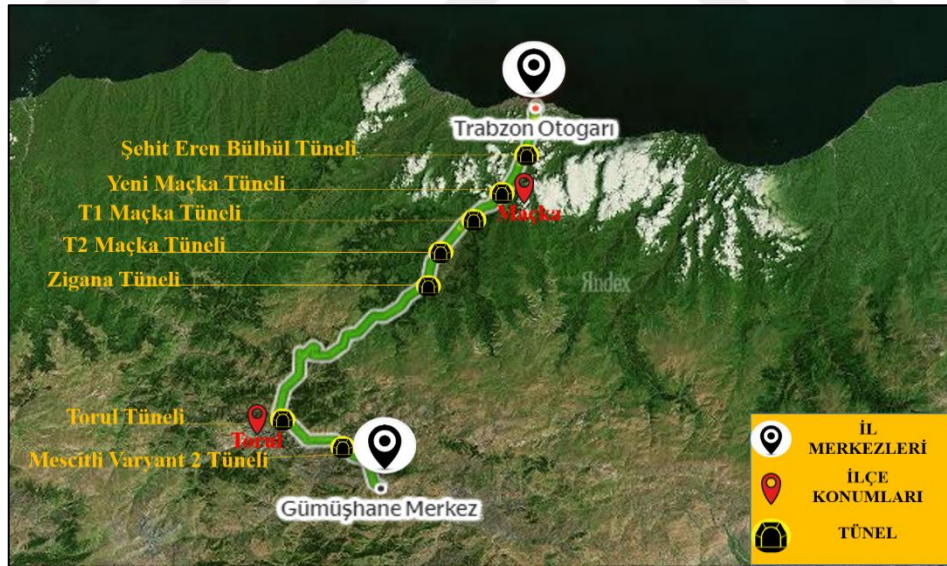 Trabzon Otogarı
Şehit Eren Bülbül Tüneli
Yeni Maçka Tüneli
Maçka
T1 Maçka Tüneli
T2 Maçka Tüneli
Zigana Tüneli
Яndex
Torul Tüneli
Torul
Mescitli Varyant 2 Tüneli
Gümüşhane Merkez
İL
MERKEZLERİ
İLÇE
KONUMLARI
TÜNEL